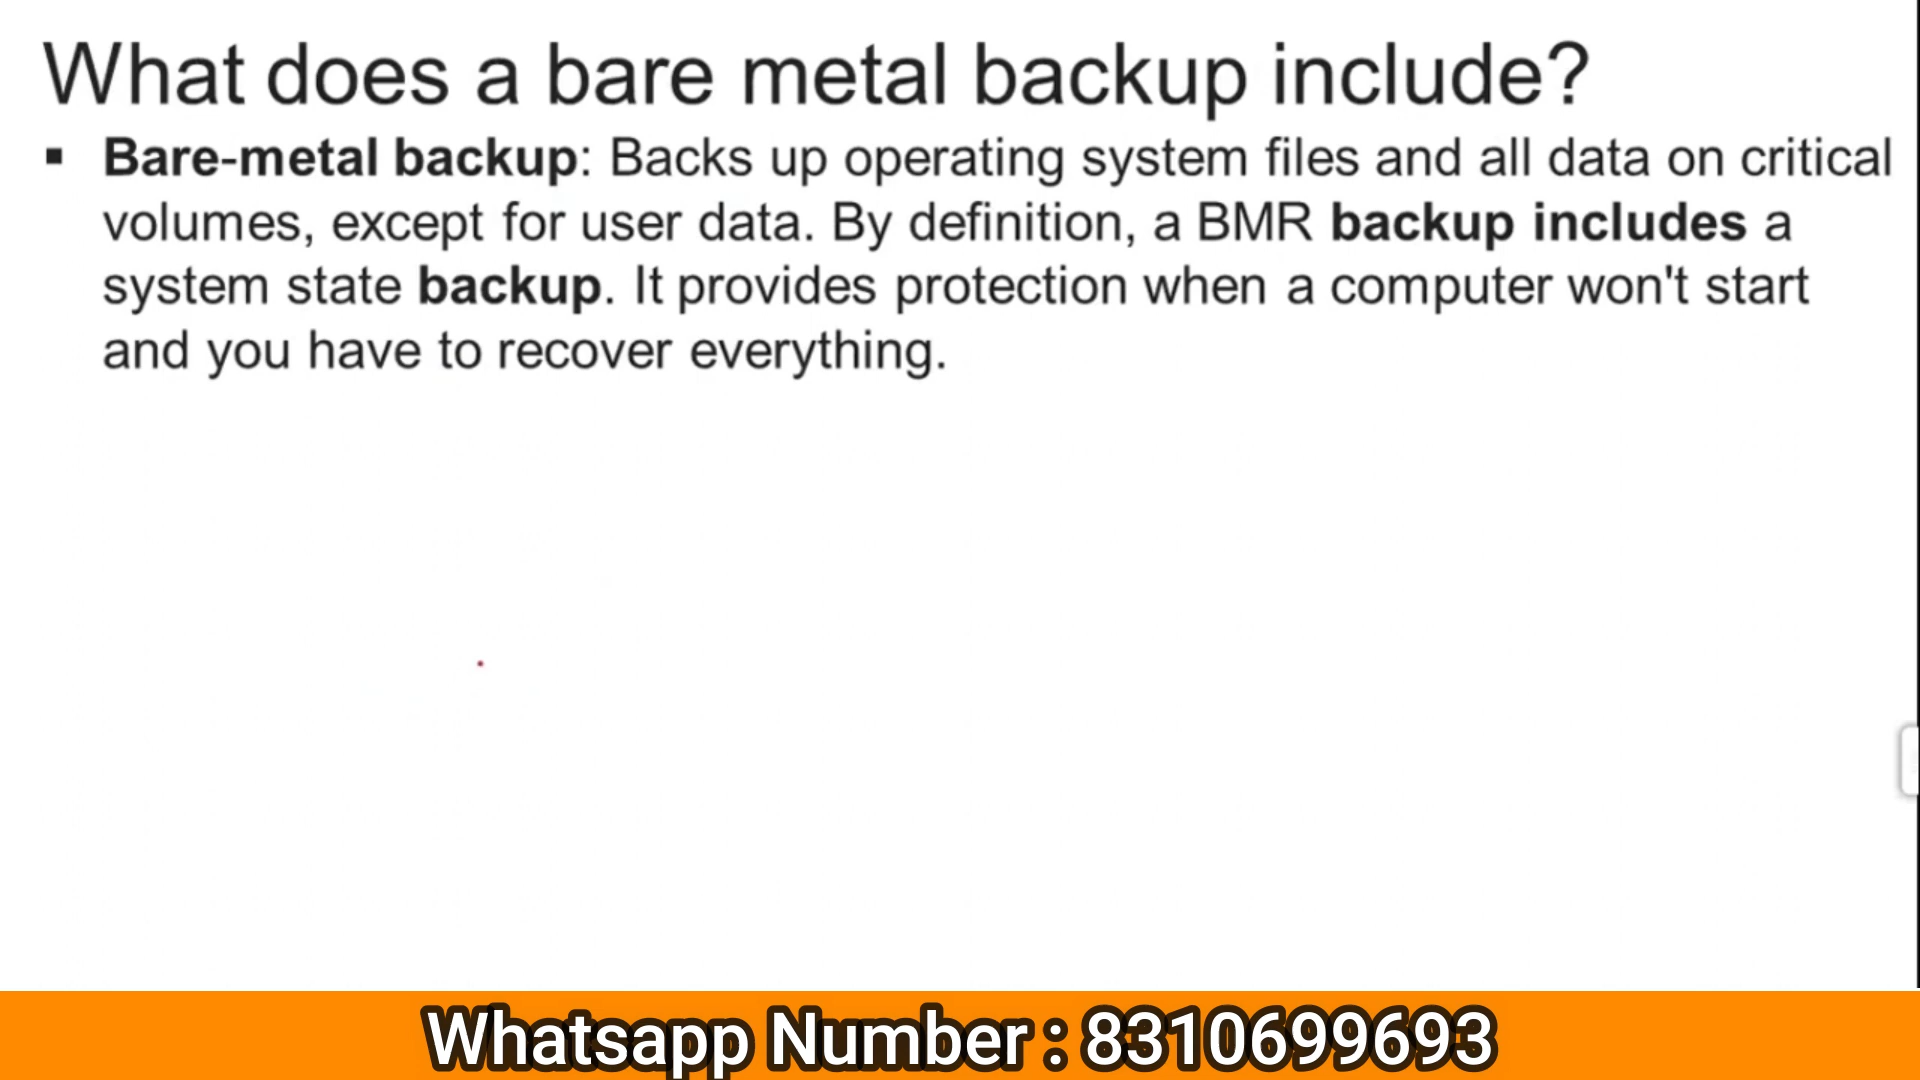 What does a bare metal backup include?
▪ Bare-metal backup: Backs up operating system files and all data on critical
volumes, except for user data. By definition, a BMR backup includes a
system state backup. It provides protection when a computer won't start
and you have to recover everything.
Whatsapp Number : 8310699693